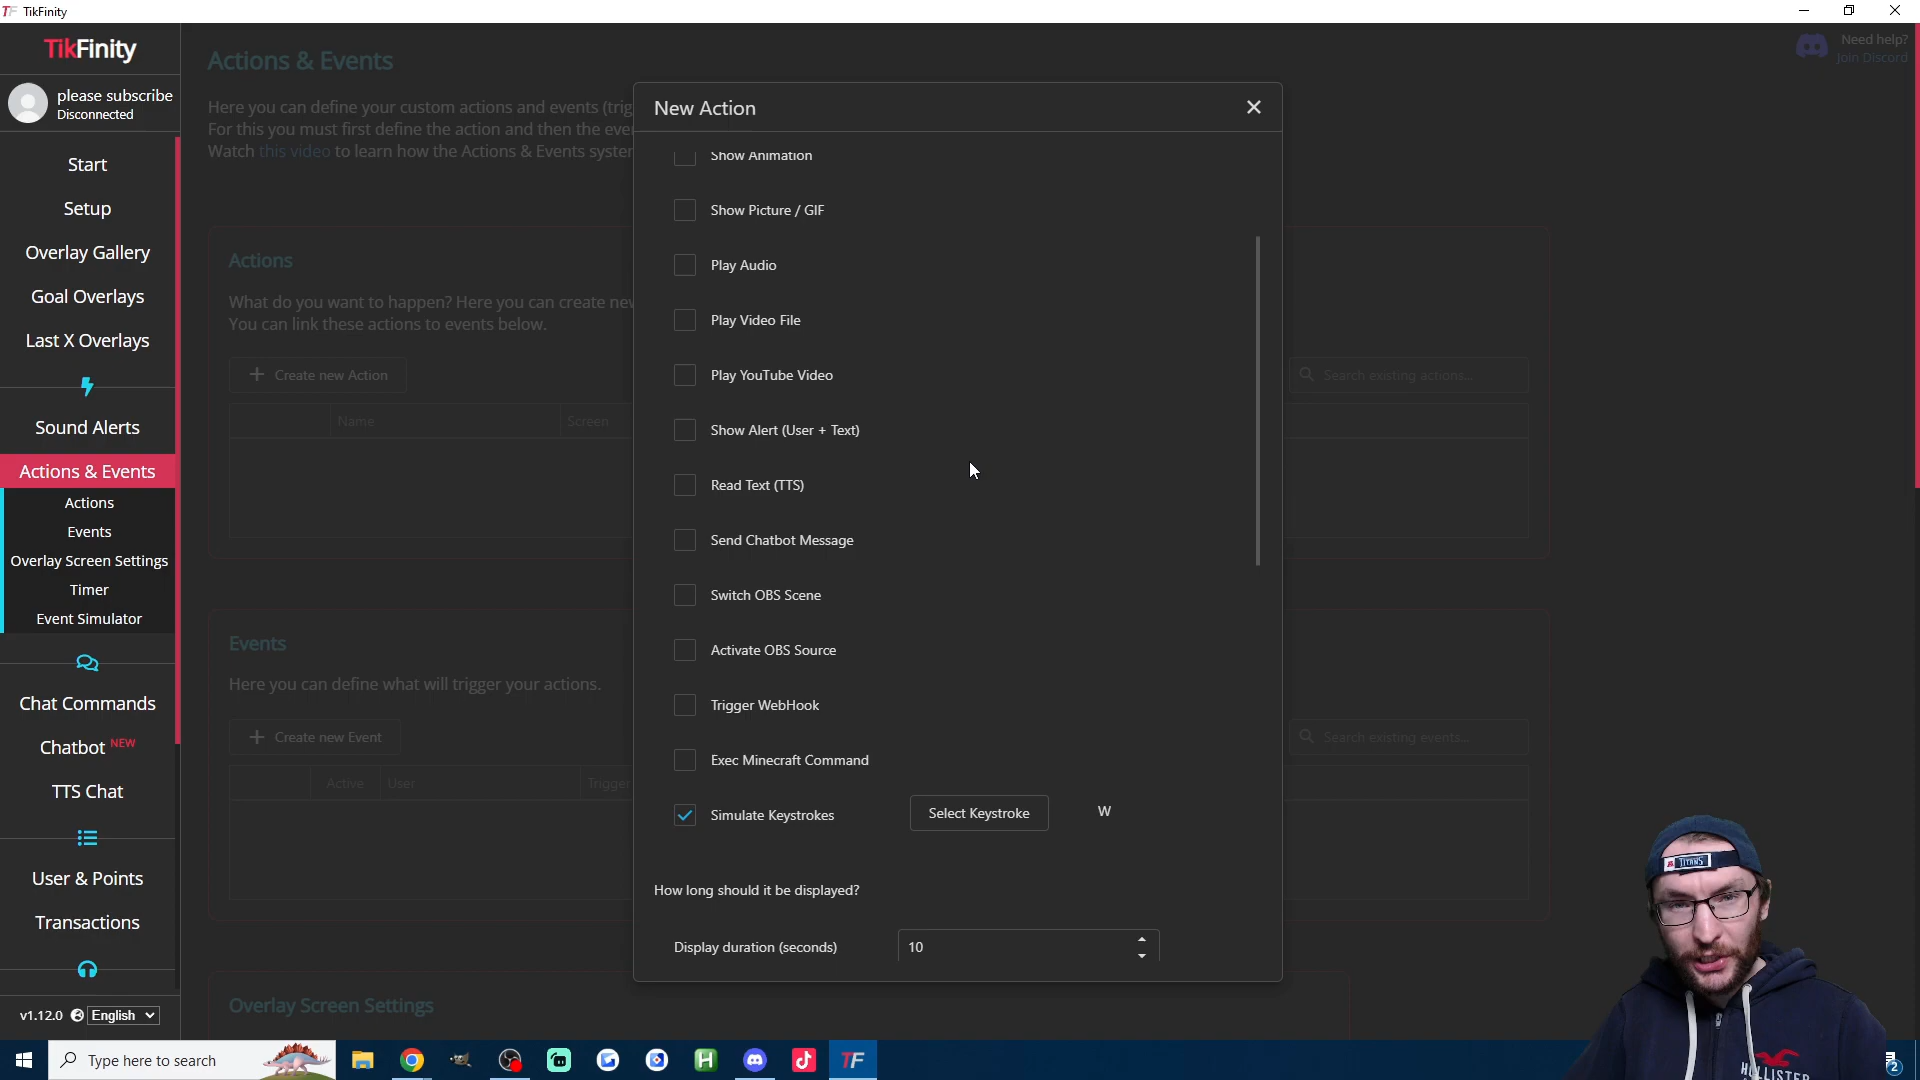 TF TikFinity
TikFinity
please subscribe
Disconnected
Start
Setup
Overlay Gallery
Goal Overlays
Last X Overlays
Sound Alerts
Actions & Events
Actions
Events
Overlay Screen Settings
Timer
Event Simulator
Chat Commands
Chatbot NEW
TTS Chat
User & Points
Transactions
v1.12.0 English
Actions & Events
Here you can define your custom actions and events (trig
For this you must first define the action and then the eve
Watch this video to learn how the Actions & Events syster
Need help?
Join Discord
Actions
What do you want to happen? Here you can create nev
You can link these actions to events below.
+ Create new Action
Search existing actions...
Name Screen
Events
Here you can define what will trigger your actions.
+ Create new Event
Search existing events...
Active User Trigger
Overlay Screen Settings
New Action
Show Animation
Show Picture / GIF
Play Audio
Play Video File
Play YouTube Video
Show Alert (User + Text)
Read Text (TTS)
Send Chatbot Message
Switch OBS Scene
Activate OBS Source
Trigger WebHook
Exec Minecraft Command
Simulate Keystrokes Select Keystroke W
How long should it be displayed?
Display duration (seconds) 10
TITANS
HOLLISTER
Type here to search
H
TF
2